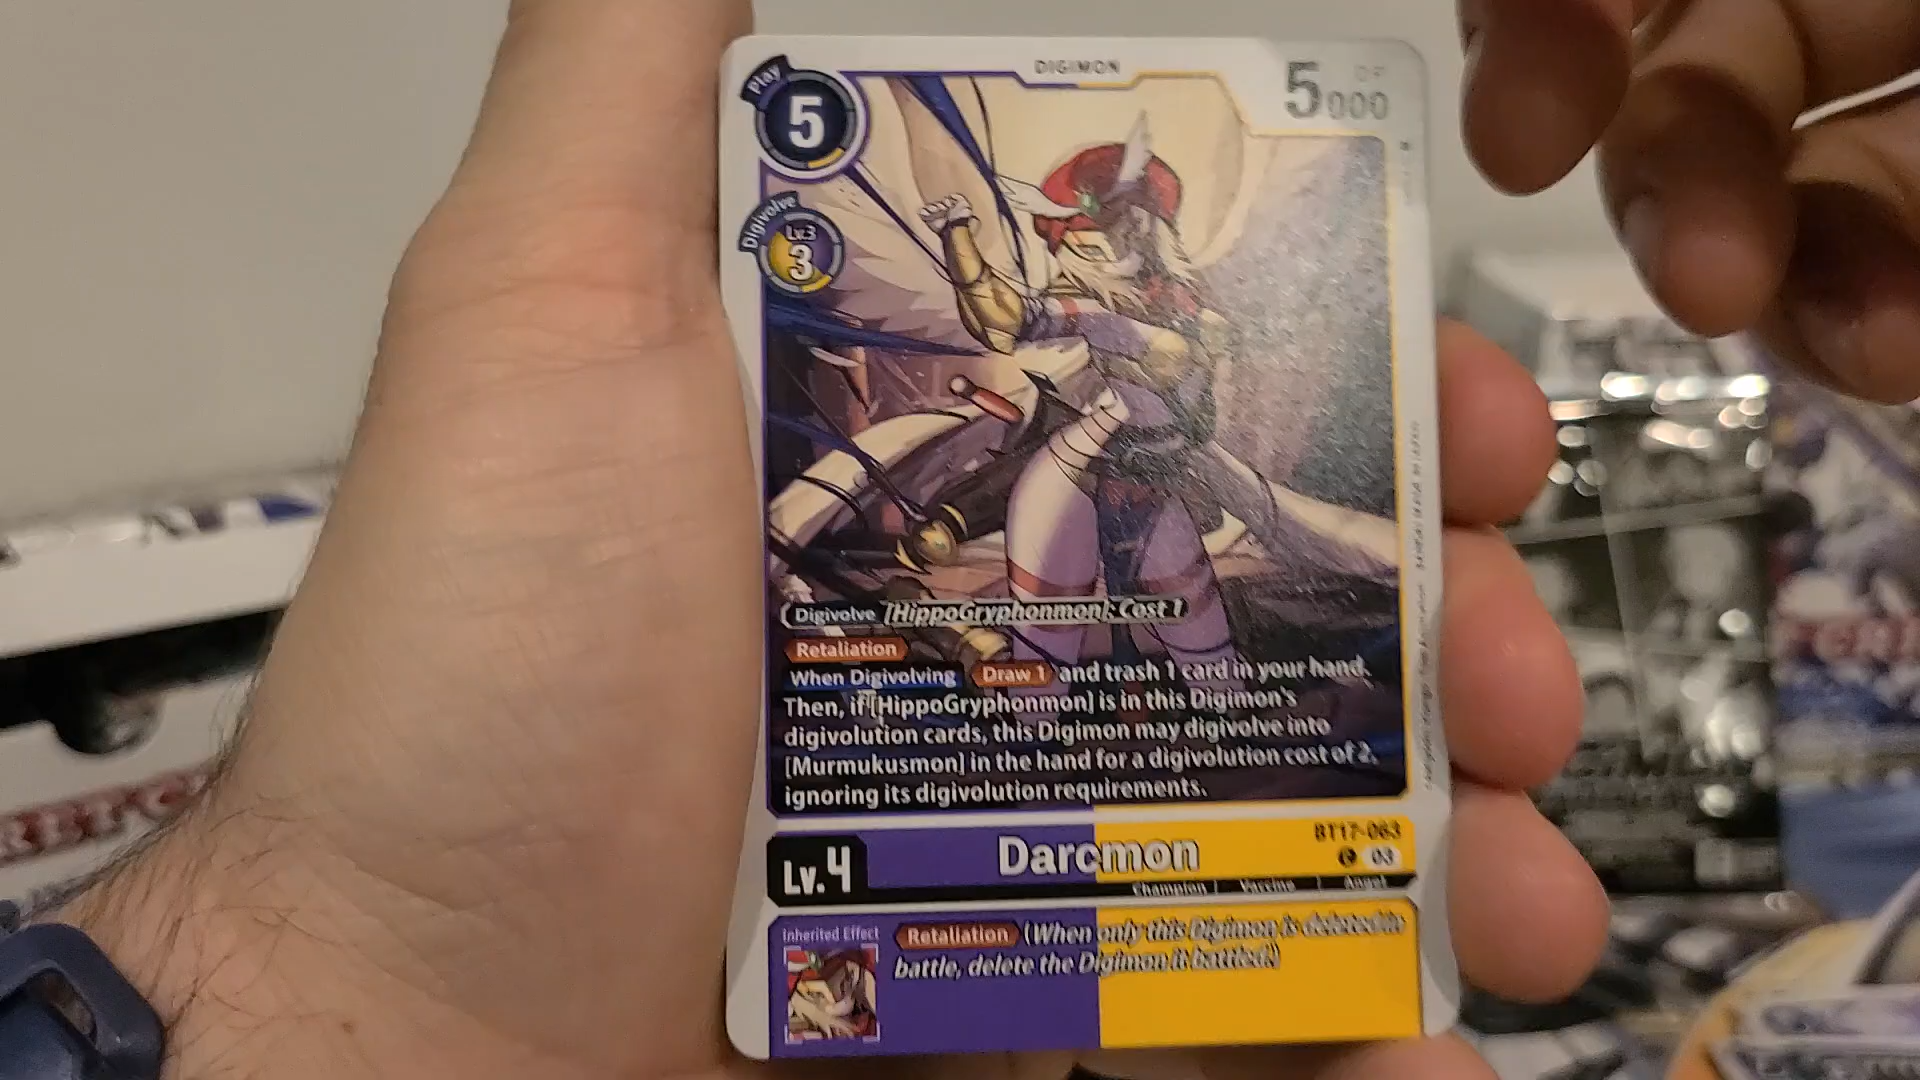 DIGIMON
Play
5
DP
5000
Digivolve
Lv.3
3
Digivolve [HippoGryphonmon]: Cost 1
Retaliation
When Digivolving Draw 1 and trash 1 card in your hand.
Then, if [HippoGryphonmon] is in this Digimon's
digivolution cards, this Digimon may digivolve into
[Murmukusmon] in the hand for a digivolution cost of 2,
ignoring its digivolution requirements.
BT17-063
Lv.4
Darcmon
C 03
Champion | Vaccine | Angel
Inherited Effect
Retaliation (When only this Digimon is deleted in
battle, delete the Digimon it battled.)